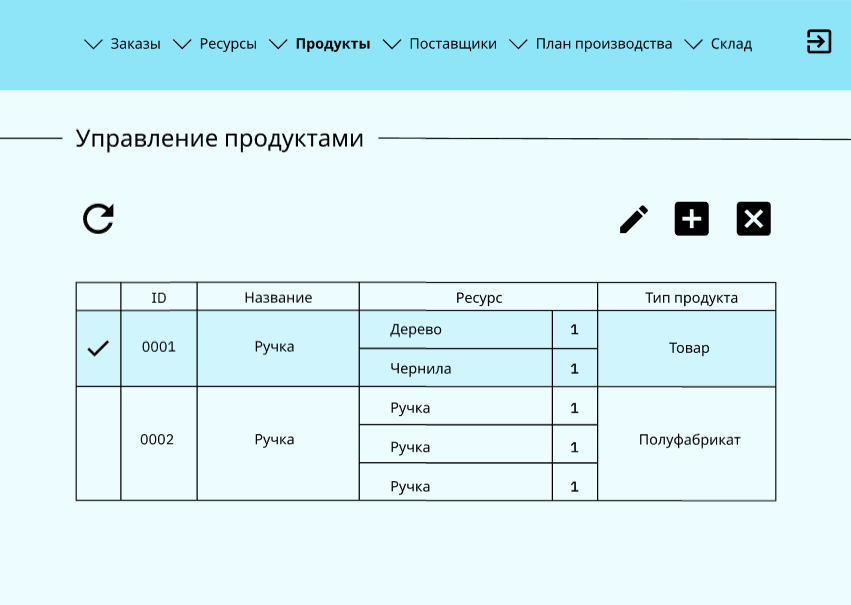 Заказы Ресурсы Продукты Поставщики План производства Склад
Управление продуктами
ID Название Ресурс Тип продукта
0001 Ручка Дерево 1 Товар
Чернила 1
0002 Ручка Ручка 1 Полуфабрикат
Ручка 1
Ручка 1